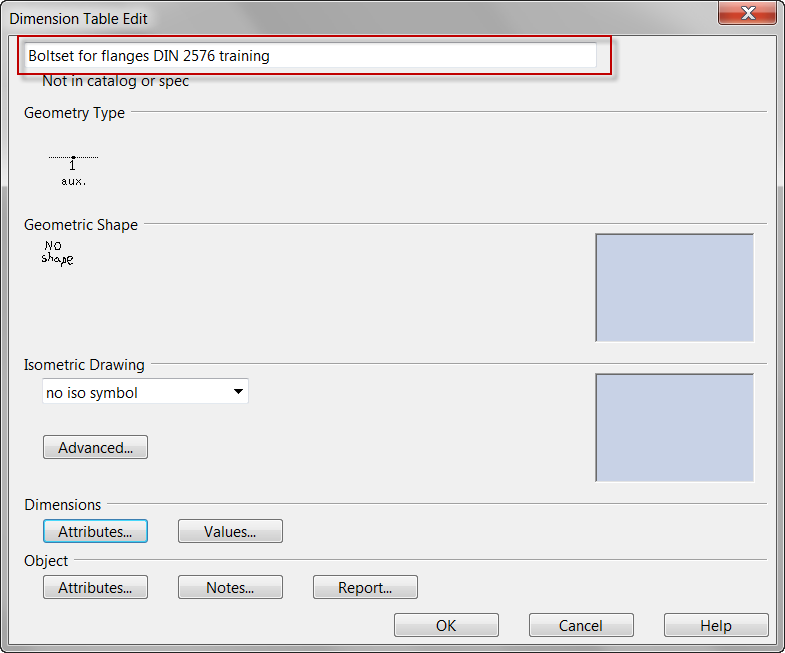 Dimension Table Edit
Boltset for flanges DIN 2576 training
Not in catalog or spec
Geometry Type
1
aux.
Geometric Shape
NO
shape
Isometric Drawing
no iso symbol
Advanced...
Dimensions
Attributes... Values...
Object
Attributes... Notes... Report...
OK Cancel Help